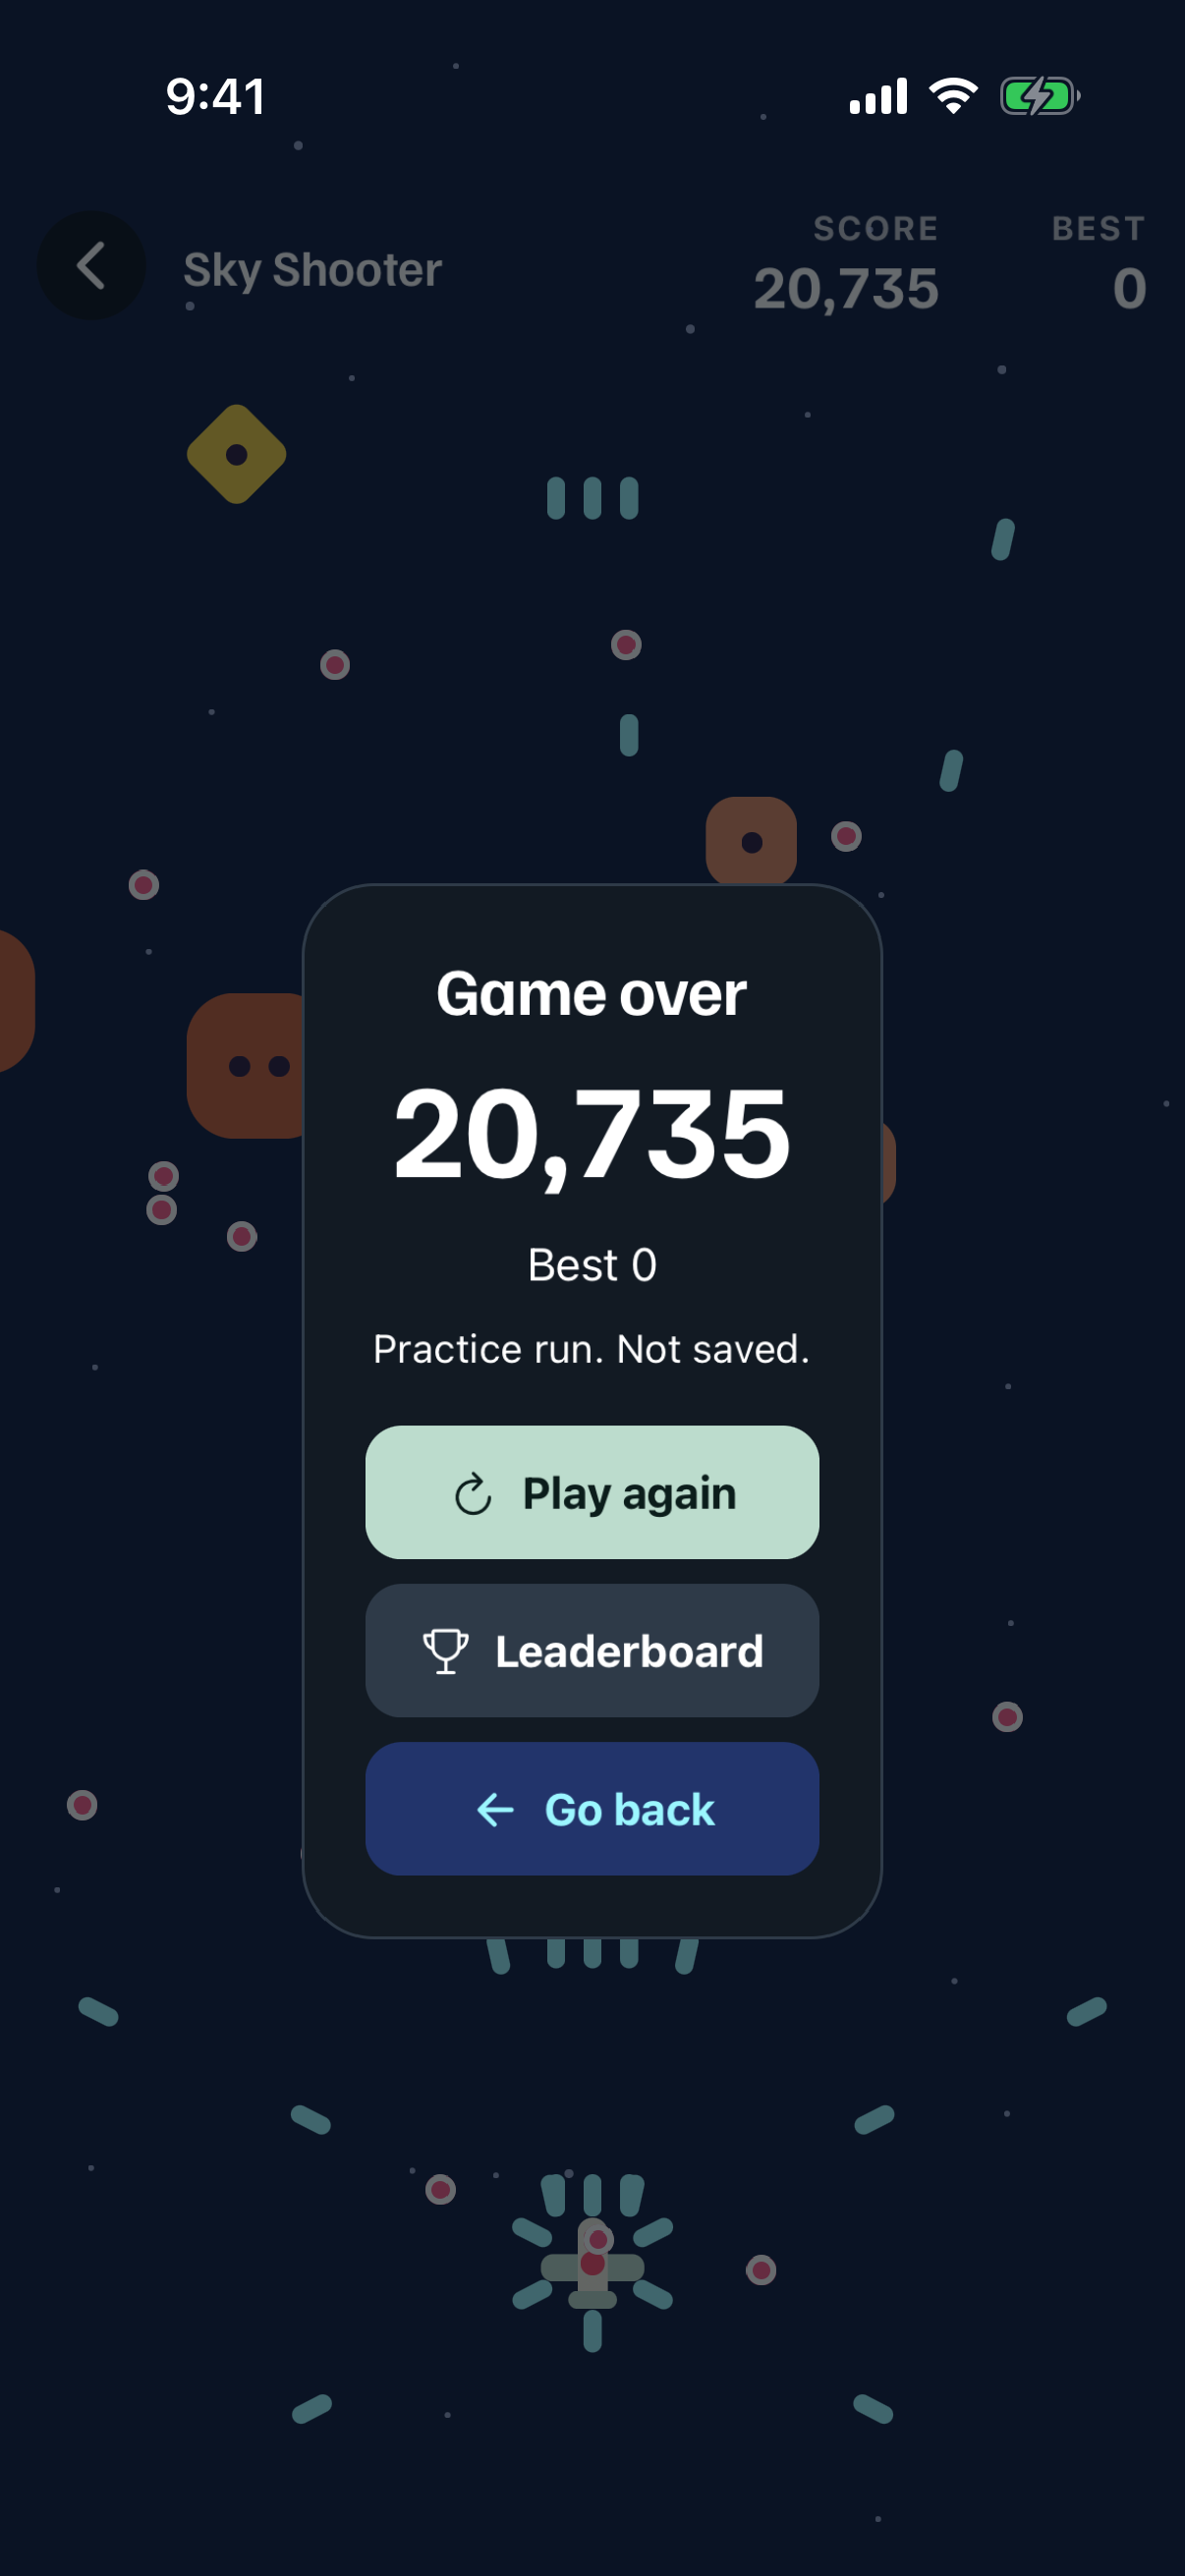 9:41
Sky Shooter
SCORE
20,735
BEST
0
Game over
20,735
Best 0
Practice run. Not saved.
Play again
Leaderboard
Go back